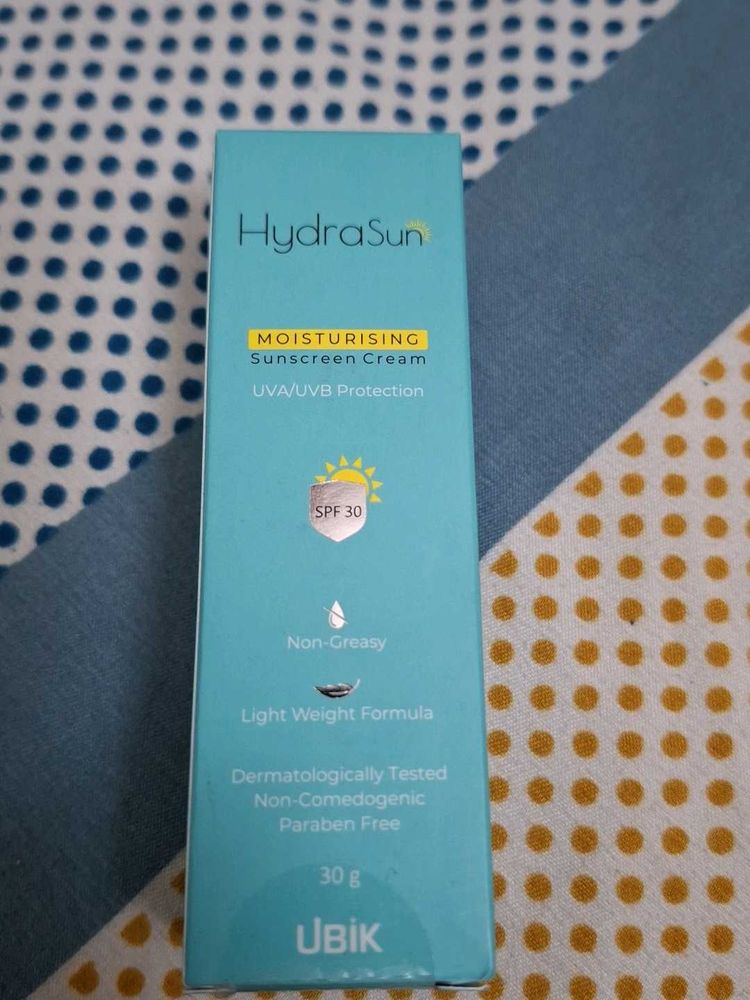 HydraSun
MOISTURISING
Sunscreen Cream
UVA/UVB Protection
SPF 30
Non-Greasy
Light Weight Formula
Dermatologically Tested
Non-Comedogenic
Paraben Free
30 g
UBIK